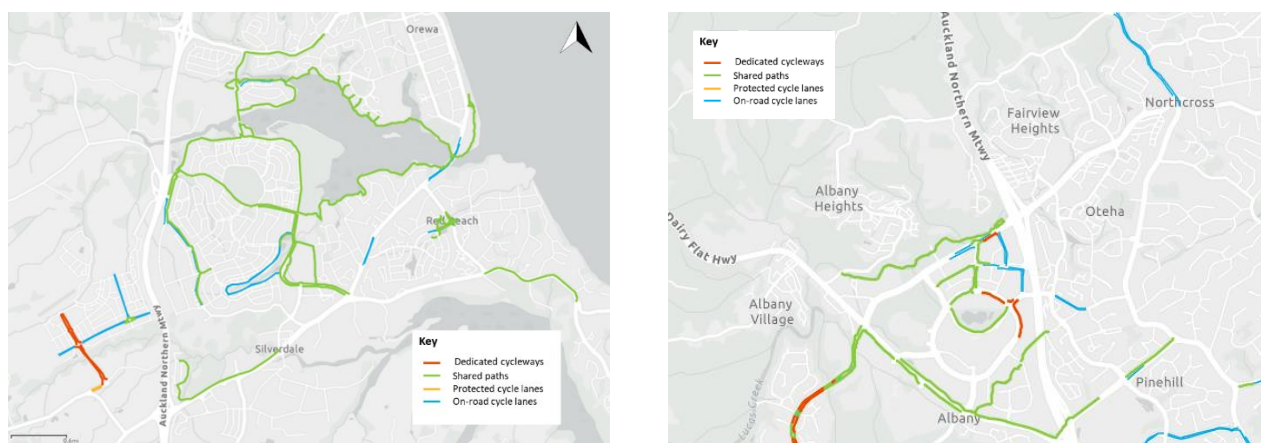 Orewa
Red Beach
Auckland Northern Mtwy
Silverdale
Key
Dedicated cycleways
Shared paths
Protected cycle lanes
On-road cycle lanes
Key
Dedicated cycleways
Shared paths
Protected cycle lanes
On-road cycle lanes
Auckland Northern Mtwy
Northcross
Fairview
Heights
Albany
Heights
Oteha
Dairy Flat Hwy
Albany
Village
Lucas Creek
Albany
Pinehill